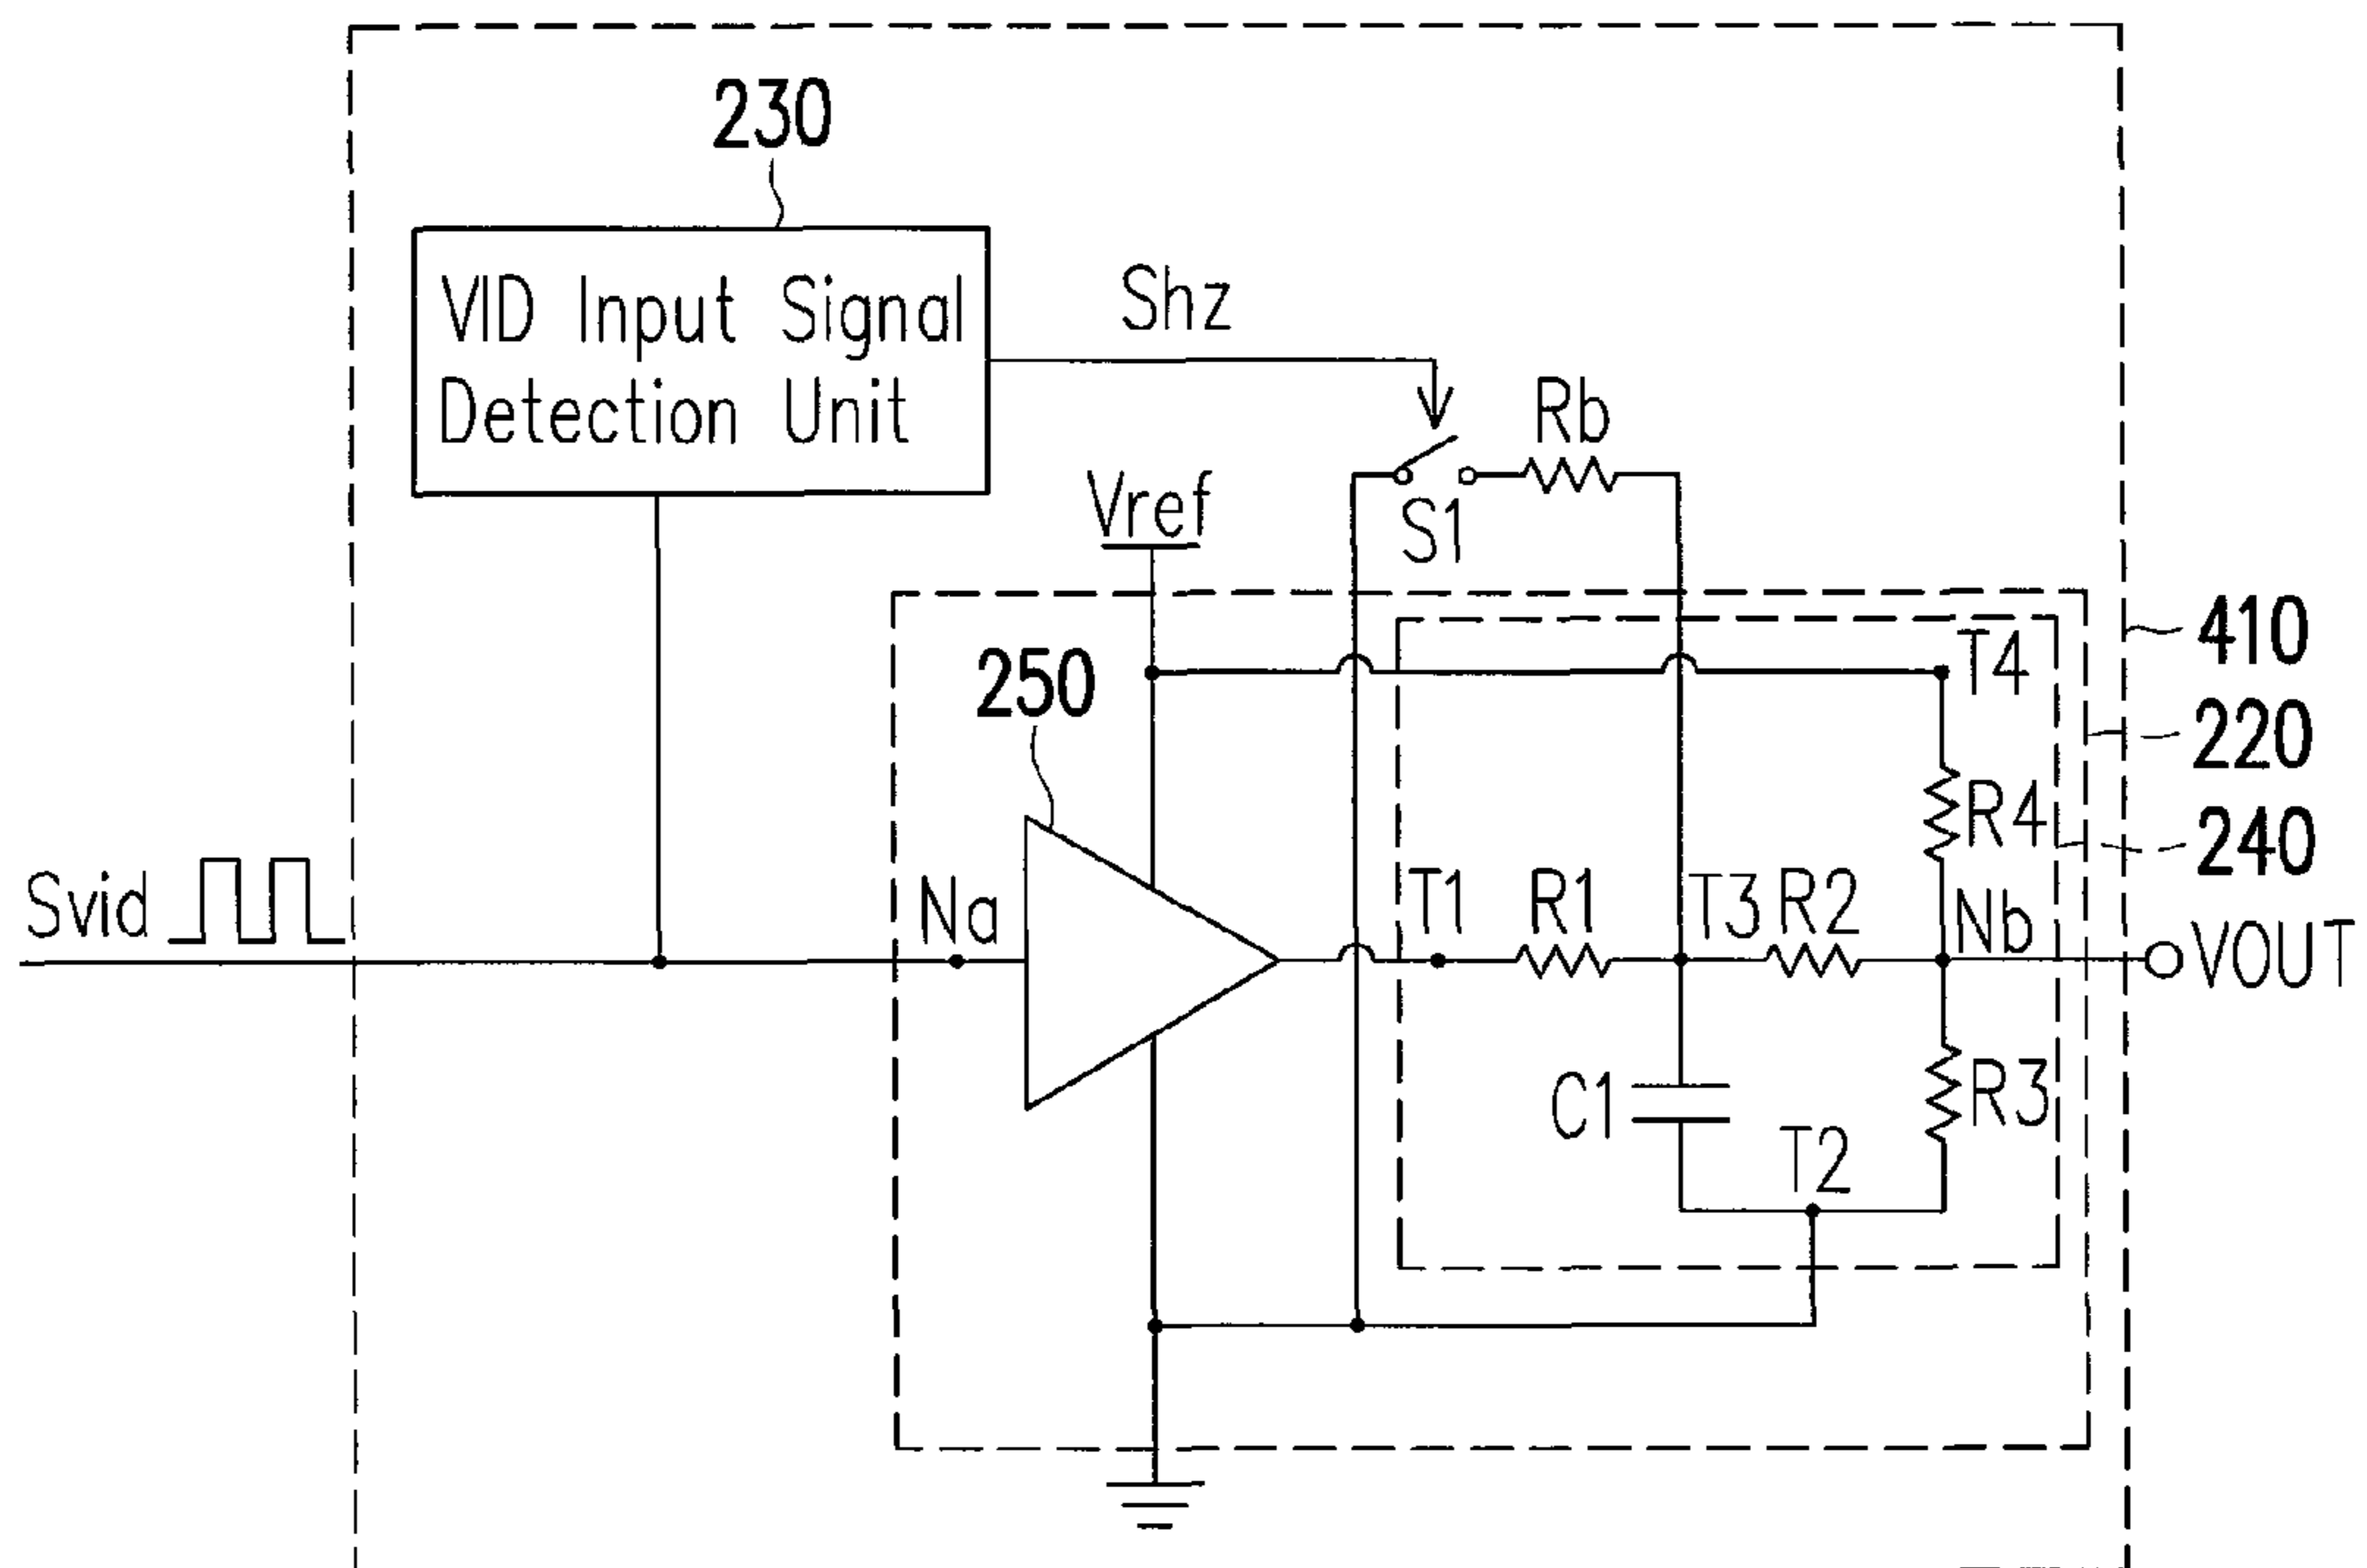 230
VID Input Signal
Detection Unit
Shz
Rb
S1
Vref
250
T4
410
220
R4
240
Svid
Na
T1
R1
T3
R2
Nb
VOUT
C1
R3
T2